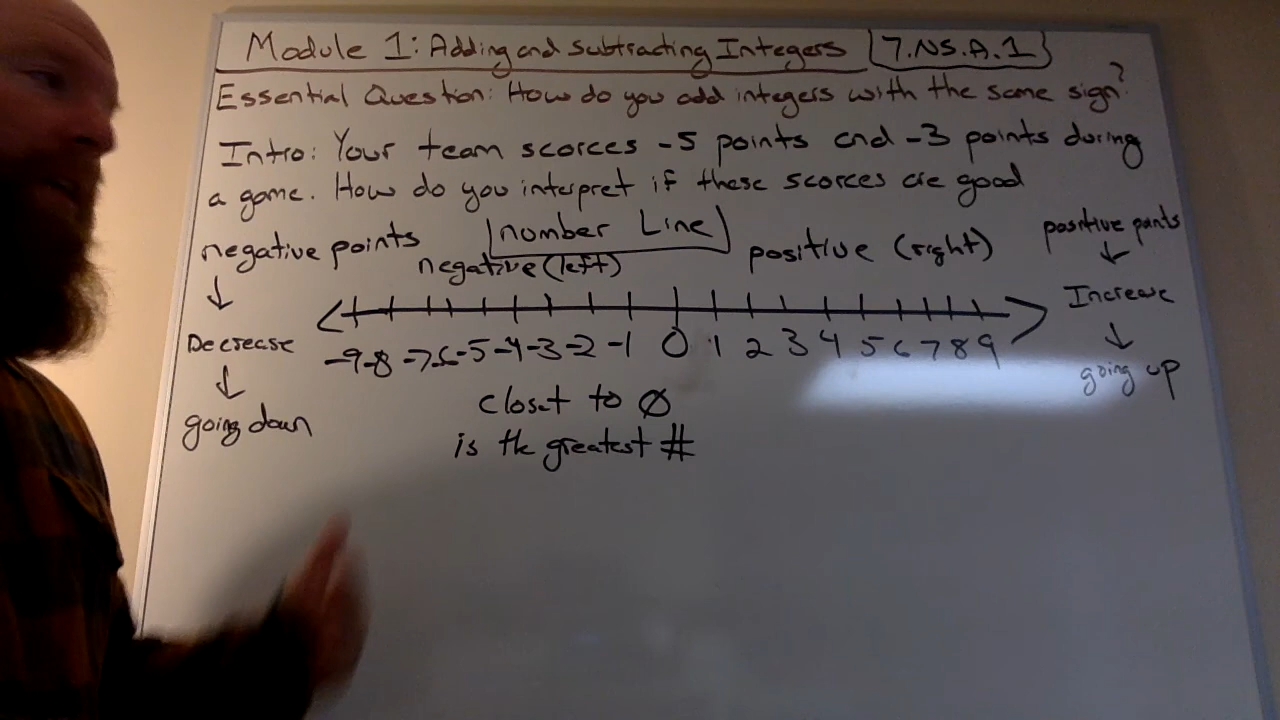 Module 1: Adding and Subtracting Integers 7.NS.A.1
Essential Question: How do you add integers with the same sign?
Intro: Your team scorces -5 points and -3 points during
a game. How do you interpret if these scorces are good
negative points
↓
Decrease
↓
going down
number Line
negative (left)
positive (right)
-9 -8 -7 -6 -5 -4 -3 -2 -1 0 1 2 3 4 5 6 7 8 9
closet to 0
is the greatest #
positive points
↓
Increase
↓
going up